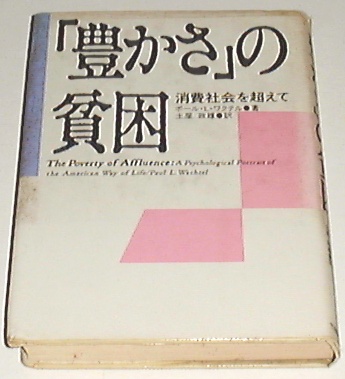 「豊かさ」の
貧困
消費社会を超えて
ポール・L・ワクテル●著
土屋 政雄●訳
The Poverty of Affluence: A Psychological Portrait of
the American Way of Life/Paul L. Wachtel